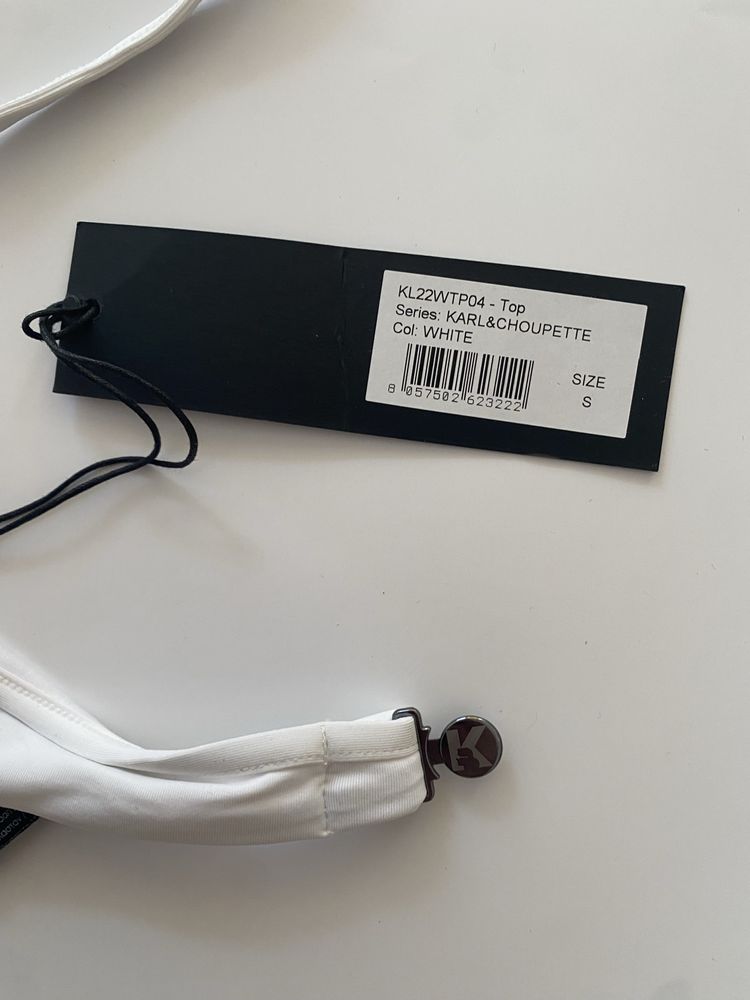 KL22WTP04 - Top
Series: KARL&CHOUPETTE
Col: WHITE
SIZE
S
8 057502 623222
K